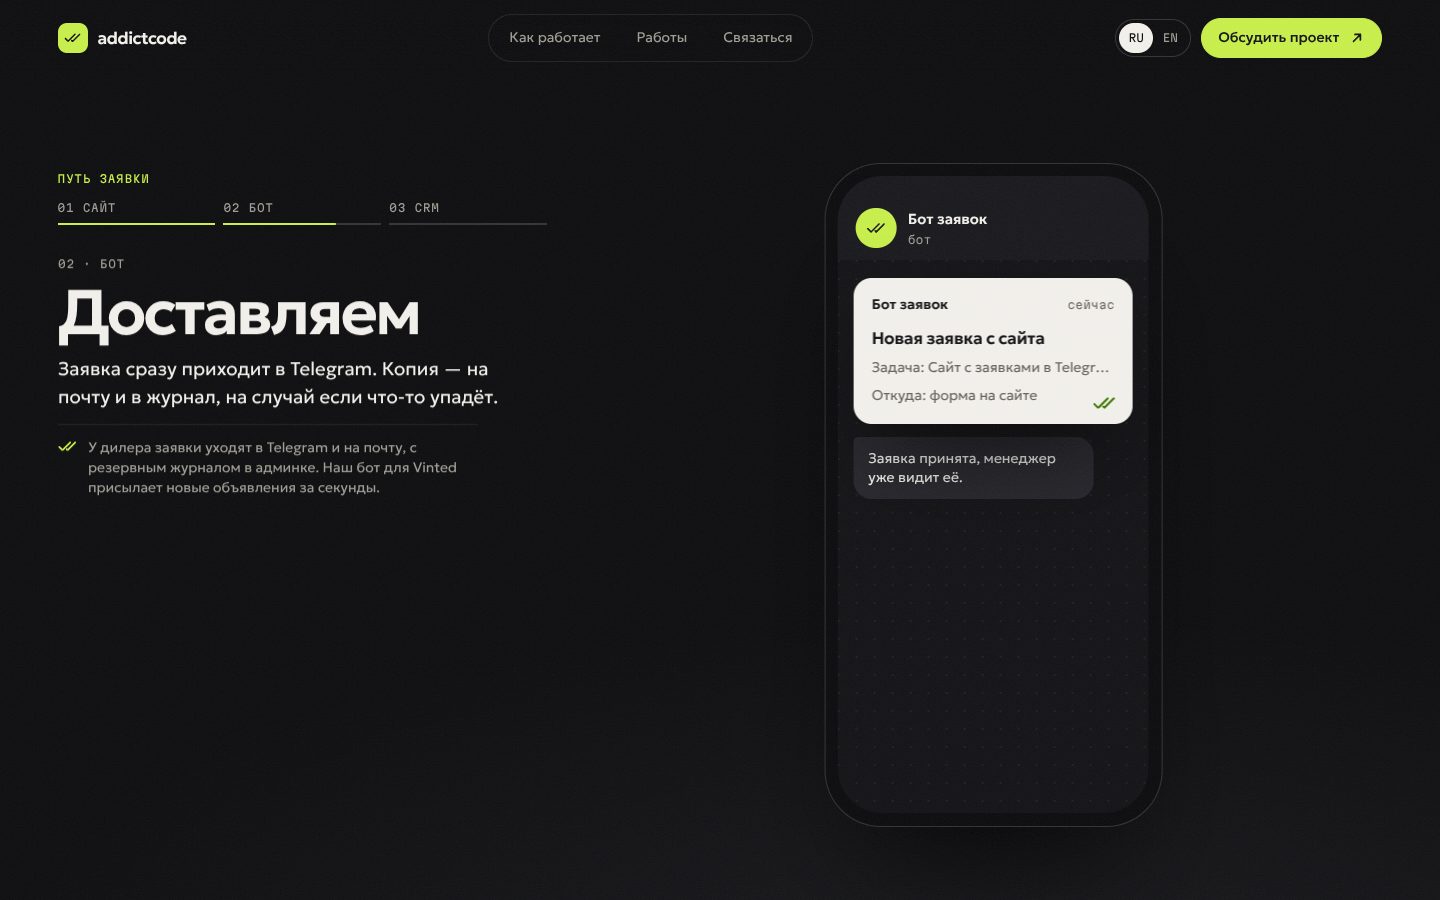 addictcode
Как работает
Работы
Связаться
RU
EN
Обсудить проект
ПУТЬ ЗАЯВКИ
01 САЙТ
02 БОТ
03 CRM
02 · БОТ
Доставляем
Заявка сразу приходит в Telegram. Копия — на
почту и в журнал, на случай если что-то упадёт.
У дилера заявки уходят в Telegram и на почту, с
резервным журналом в админке. Наш бот для Vinted
присылает новые объявления за секунды.
Бот заявок
бот
Бот заявок
сейчас
Новая заявка с сайта
Задача: Сайт с заявками в Telegr...
Откуда: форма на сайте
Заявка принята, менеджер
уже видит её.